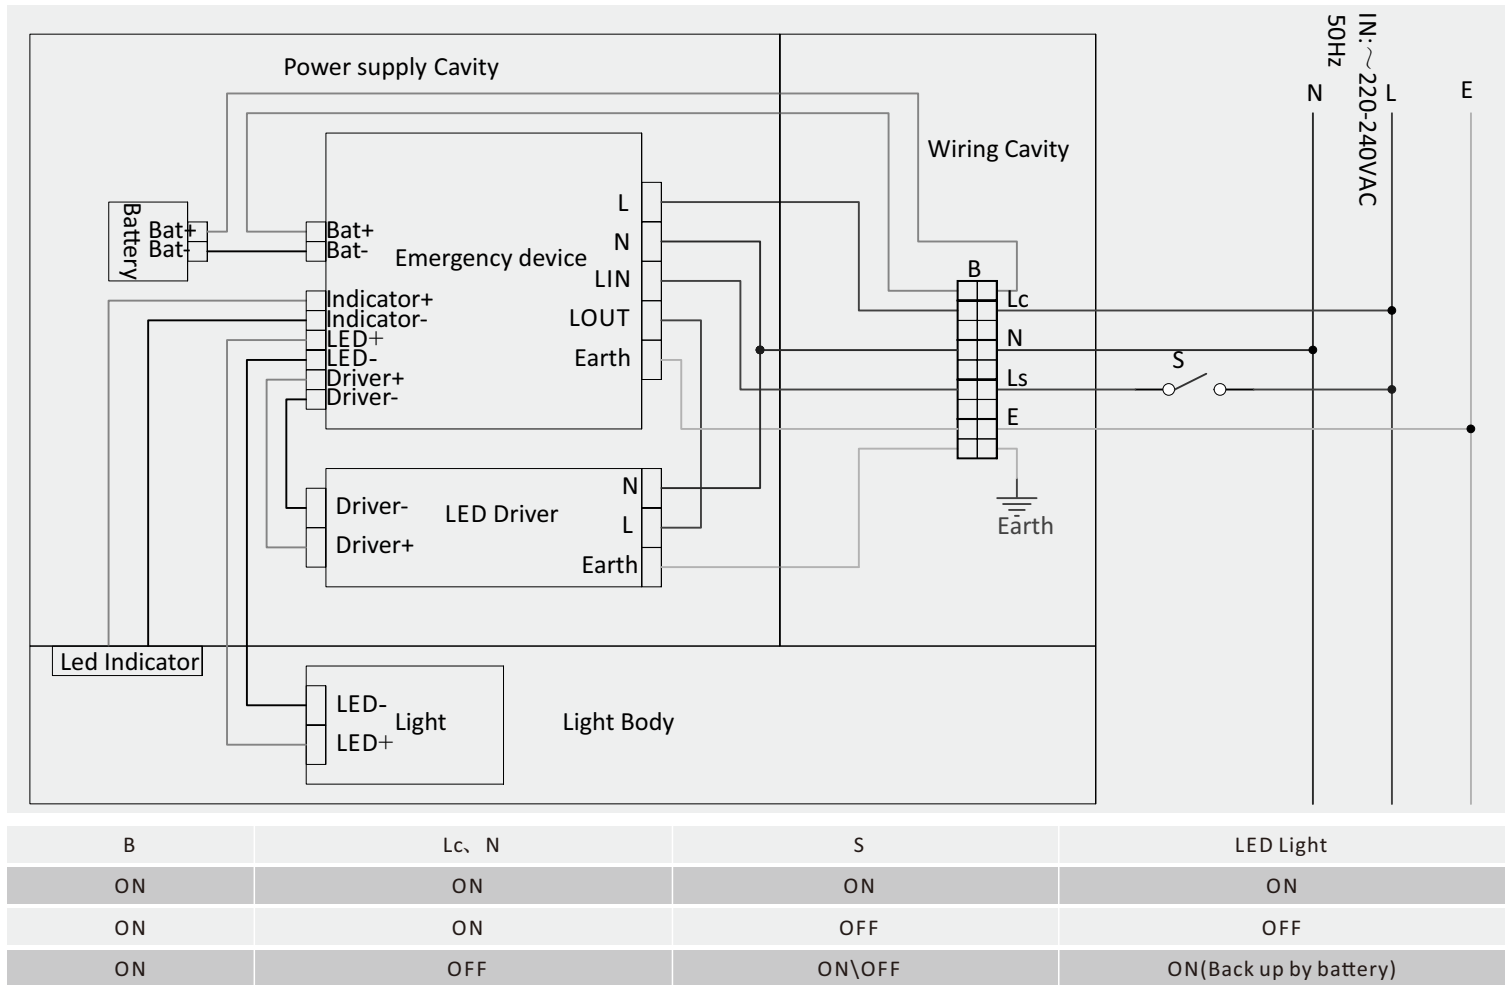 IN:～220-240VAC
50Hz
N
L
E
Power supply Cavity
Wiring Cavity
Battery
Bat+
Bat-
Bat+
Bat-
Indicator+
Indicator-
LED+
LED-
Driver+
Driver-
Emergency device
L
N
LIN
LOUT
Earth
B
Lc
N
Ls
E
S
Earth
Driver-
Driver+
LED Driver
N
L
Earth
Led Indicator
LED-
LED+
Light
Light Body
B Lc、N S LED Light
ON ON ON ON
ON ON OFF OFF
ON OFF ON\OFF ON(Back up by battery)